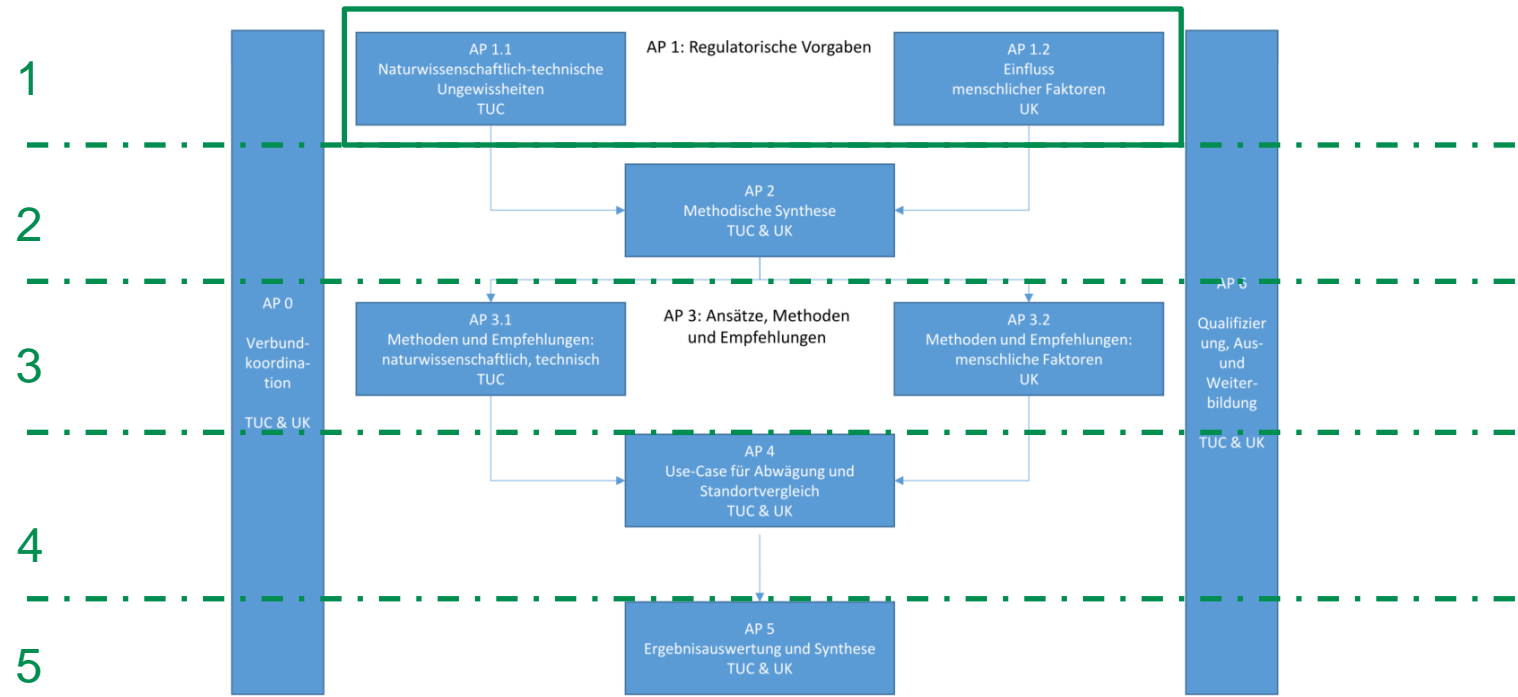 1
AP 1.1
Naturwissenschaftlich-technische
Ungewissheiten
TUC
AP 1: Regulatorische Vorgaben
AP 1.2
Einfluss
menschlicher Faktoren
UK
2
AP 2
Methodische Synthese
TUC & UK
AP 0
Verbund-
koordina-
tion
TUC & UK
3
AP 3.1
Methoden und Empfehlungen:
naturwissenschaftlich, technisch
TUC
AP 3: Ansätze, Methoden
und Empfehlungen
AP 3.2
Methoden und Empfehlungen:
menschliche Faktoren
UK
AP 6
Qualifizier
ung, Aus-
und
Weiter-
bildung
TUC & UK
4
AP 4
Use-Case für Abwägung und
Standortvergleich
TUC & UK
5
AP 5
Ergebnisauswertung und Synthese
TUC & UK